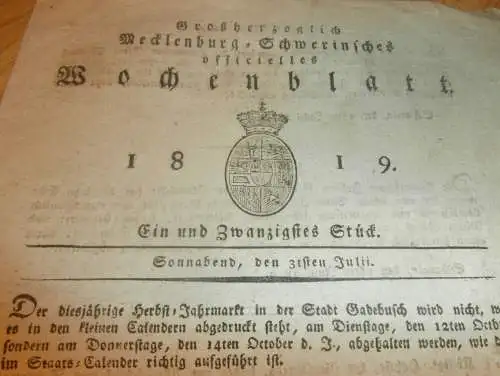 Großherzoglich
Mecklenburg-Schwerinsches
officielles
Wochenblatt.
1819.
Ein und Zwanzigstes Stück.
Sonnabend, den 31sten Julii.
Der diesjährige Herbst-Jahrmarkt in der Stadt Gadebusch wird nicht, w
es in den kleinen Calendern abgedruckt steht, am Dienstage, den 12ten Oc
sondern am Donnerstage, den 14ten October d. J., abgehalten werden, wie d
im Staats-Calender richtig aufgeführt ist.